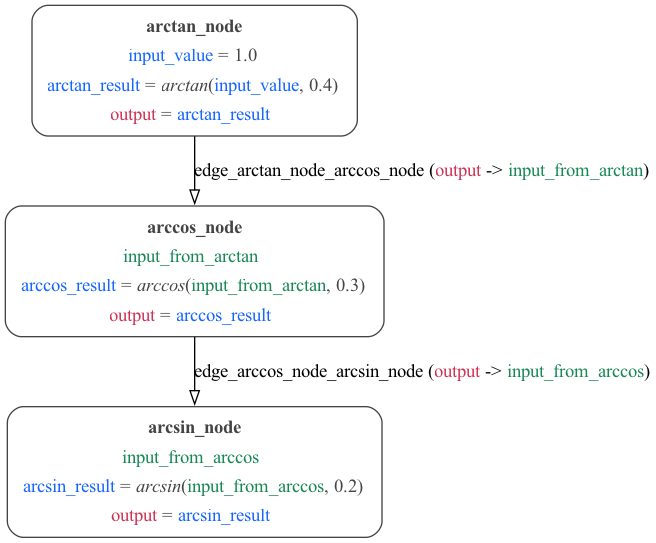 arctan_node
input_value = 1.0
arctan_result = arctan(input_value, 0.4)
output = arctan_result
edge_arctan_node_arccos_node (output -> input_from_arctan)
arccos_node
input_from_arctan
arccos_result = arccos(input_from_arctan, 0.3)
output = arccos_result
edge_arccos_node_arcsin_node (output -> input_from_arccos)
arcsin_node
input_from_arccos
arcsin_result = arcsin(input_from_arccos, 0.2)
output = arcsin_result